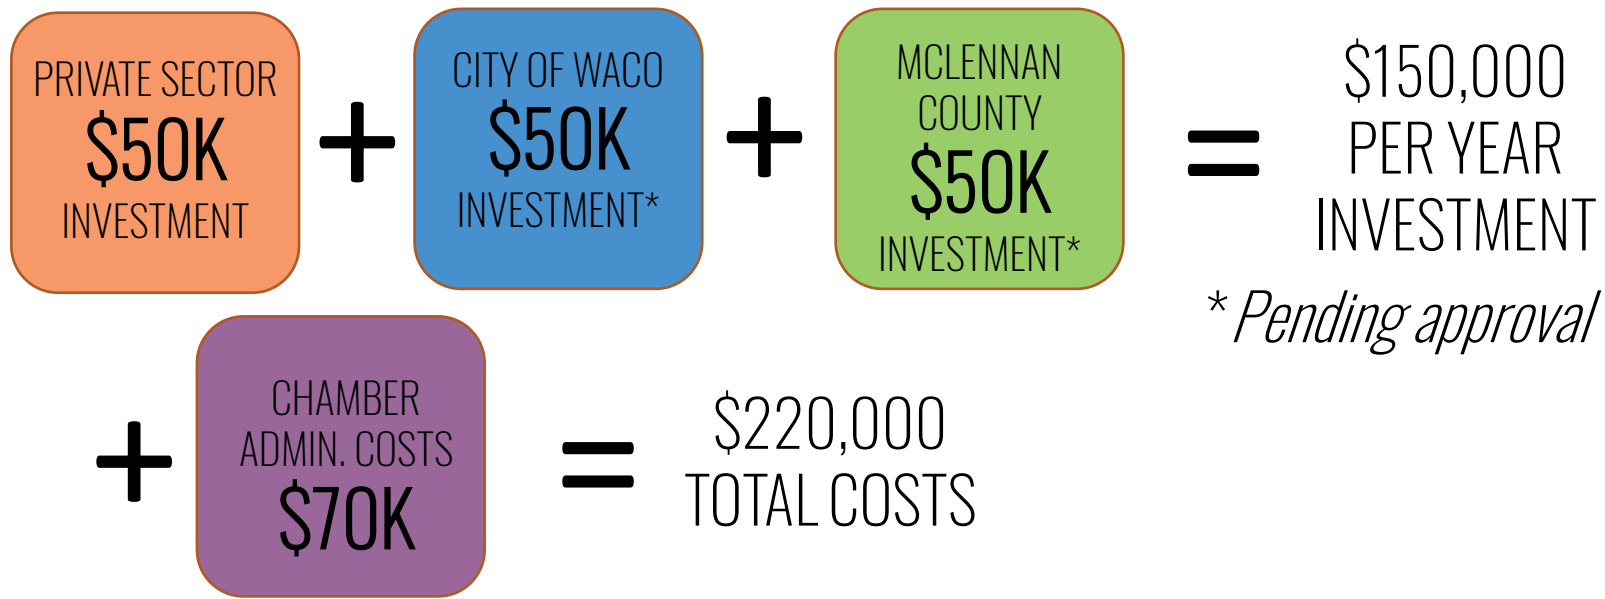 PRIVATE SECTOR
$50K
INVESTMENT
+
CITY OF WACO
$50K
INVESTMENT*
+
MCLENNAN
COUNTY
$50K
INVESTMENT*
=
$150,000
PER YEAR
INVESTMENT
* Pending approval
+
CHAMBER
ADMIN. COSTS
$70K
=
$220,000
TOTAL COSTS